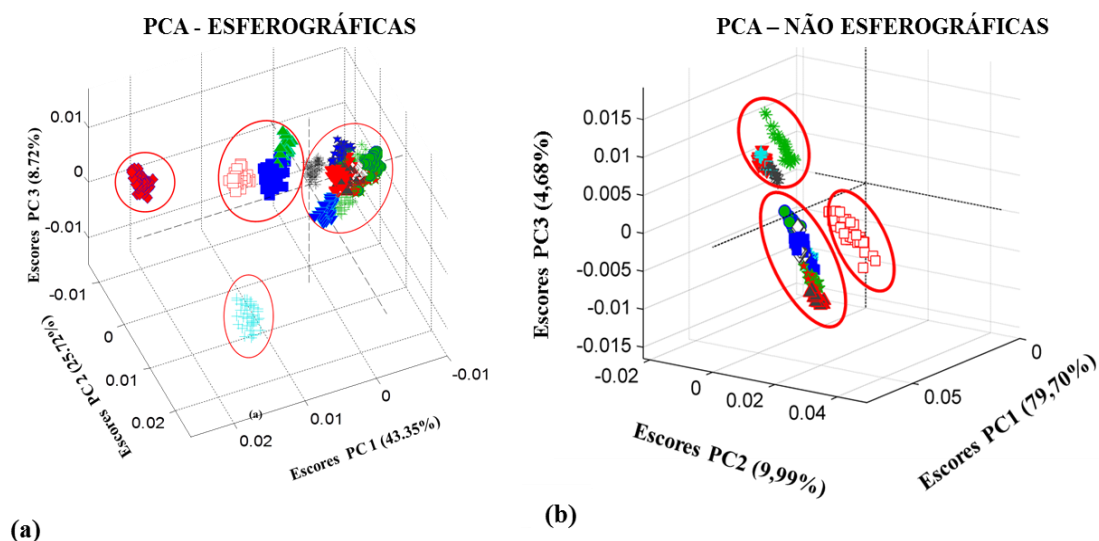 PCA - ESFEROGRÁFICAS
0.01
0
-0.01
Escores PC 3 (8.72%)
-0.01
0
0.01
0.02
Escores PC 2 (25.72%)
(a)
0.02
0.01
0
-0.01
Escores PC 1 (43.35%)
(a)
PCA – NÃO ESFEROGRÁFICAS
0.015
0.01
0.005
0
-0.005
-0.01
-0.015
Escores PC3 (4,68%)
-0.02
0
0.02
0.04
Escores PC2 (9,99%)
0.05
0
Escores PC1 (79,70%)
(b)